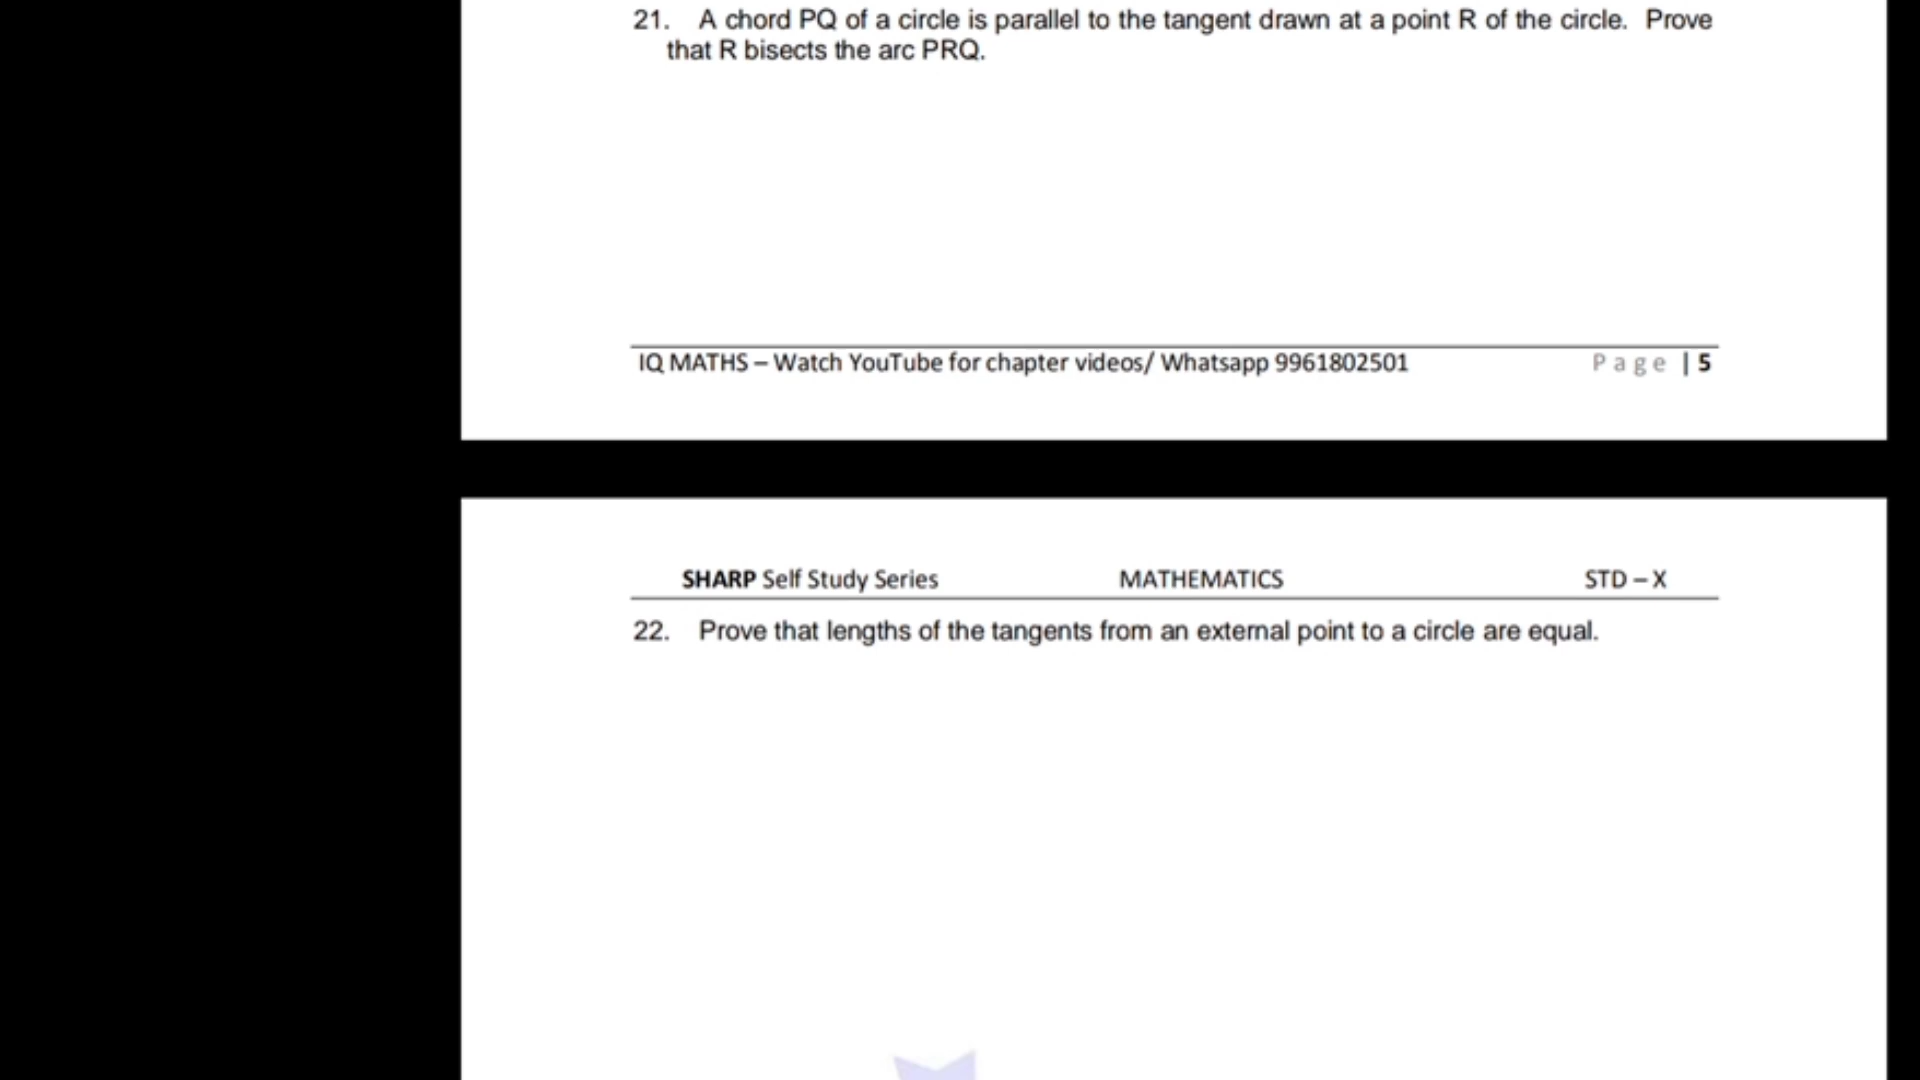 21. A chord PQ of a circle is parallel to the tangent drawn at a point R of the circle. Prove
that R bisects the arc PRQ.
IQ MATHS – Watch YouTube for chapter videos/ Whatsapp 9961802501 Page | 5
SHARP Self Study Series MATHEMATICS STD – X
22. Prove that lengths of the tangents from an external point to a circle are equal.